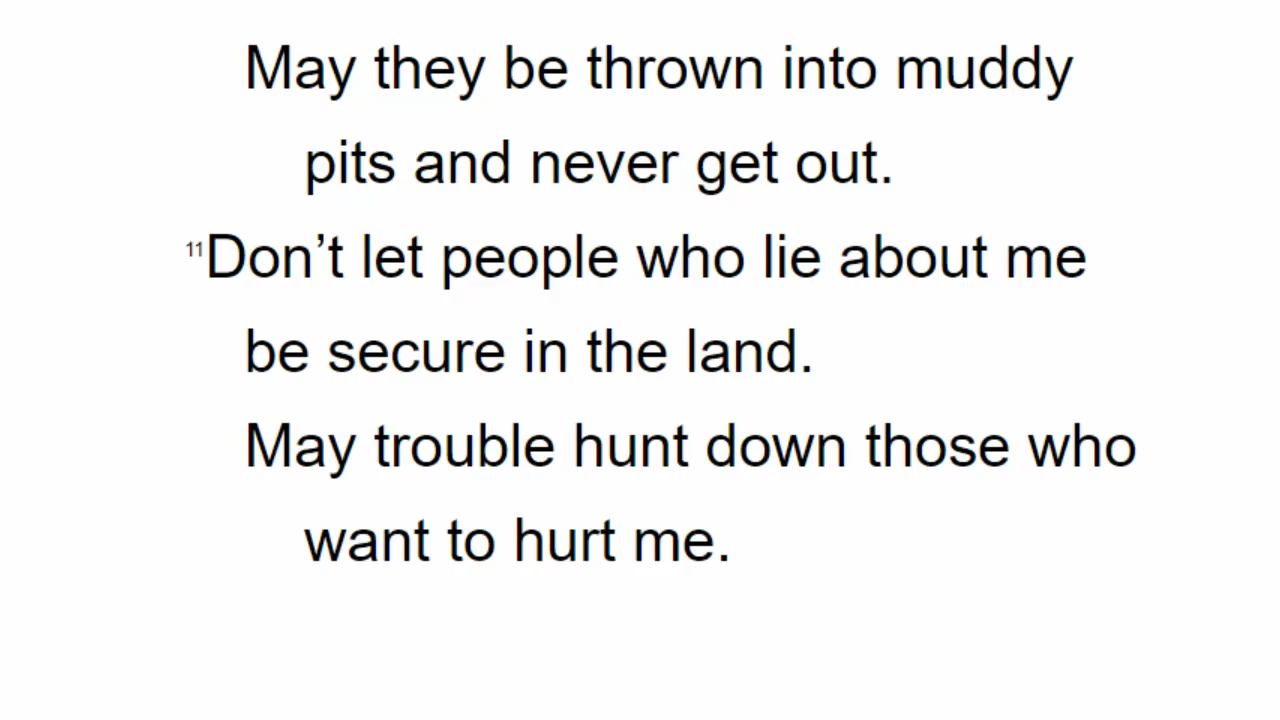 May they be thrown into muddy
pits and never get out.
11Don’t let people who lie about me
be secure in the land.
May trouble hunt down those who
want to hurt me.